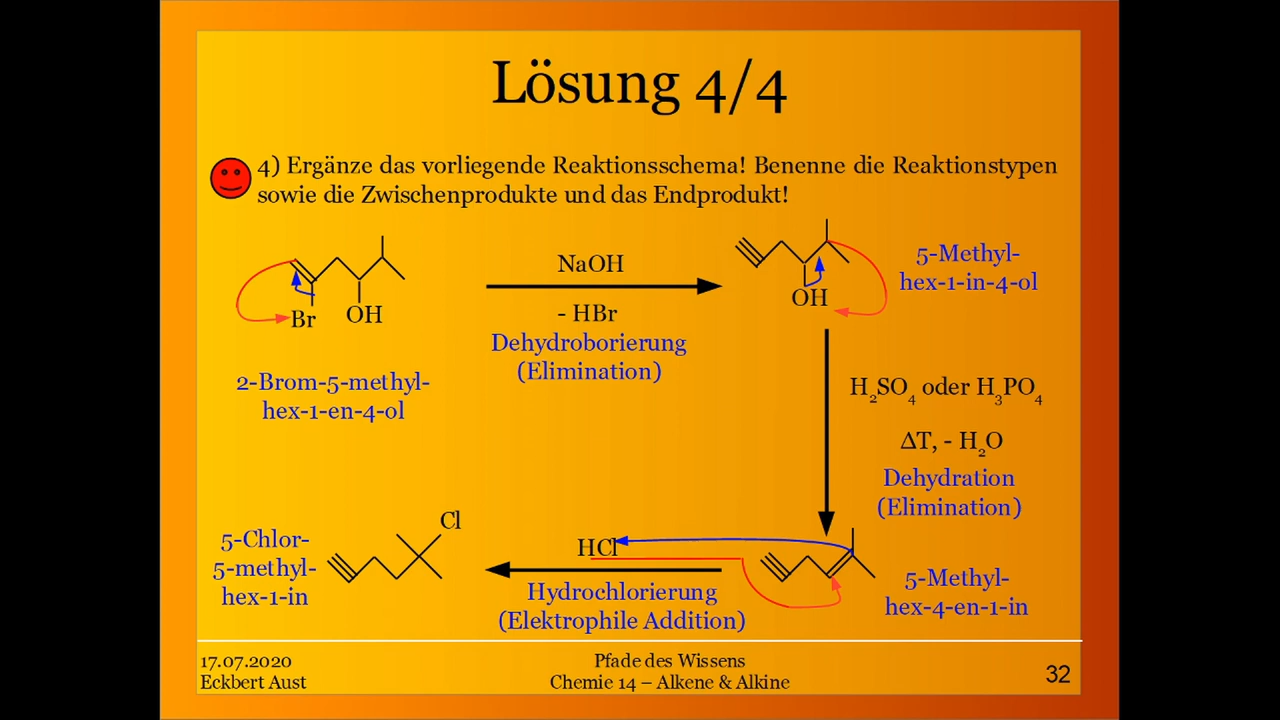 Lösung 4/4
4) Ergänze das vorliegende Reaktionsschema! Benenne die Reaktionstypen
sowie die Zwischenprodukte und das Endprodukt!
Br
OH
2-Brom-5-methyl-
hex-1-en-4-ol
NaOH
- HBr
Dehydroborierung
(Elimination)
OH
5-Methyl-
hex-1-in-4-ol
H₂SO₄ oder H₃PO₄
ΔT, - H₂O
Dehydration
(Elimination)
5-Methyl-
hex-4-en-1-in
HCl
Hydrochlorierung
(Elektrophile Addition)
Cl
5-Chlor-
5-methyl-
hex-1-in
17.07.2020
Eckbert Aust
Pfade des Wissens
Chemie 14 – Alkene & Alkine
32